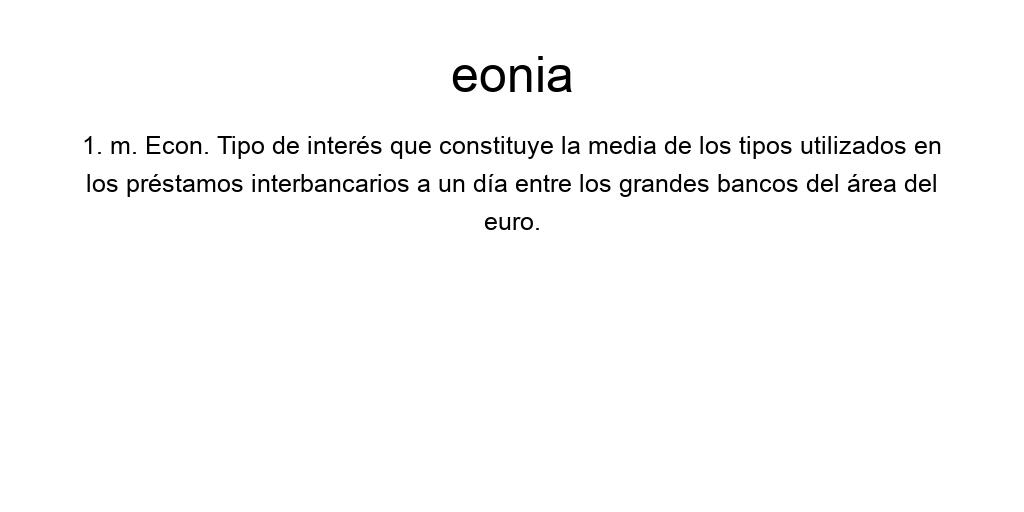 eonia
1. m. Econ. Tipo de interés que constituye la media de los tipos utilizados en
los préstamos interbancarios a un día entre los grandes bancos del área del
euro.